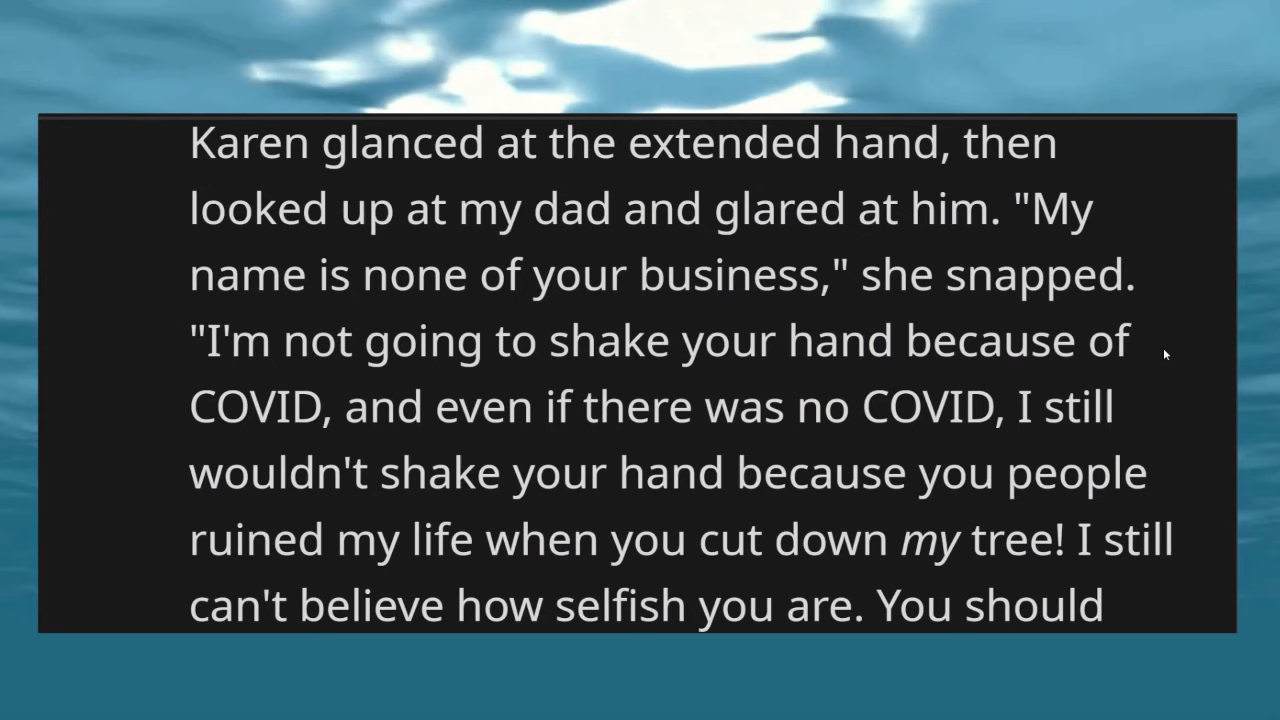 Karen glanced at the extended hand, then
looked up at my dad and glared at him. "My
name is none of your business," she snapped.
"I'm not going to shake your hand because of
COVID, and even if there was no COVID, I still
wouldn't shake your hand because you people
ruined my life when you cut down my tree! I still
can't believe how selfish you are. You should